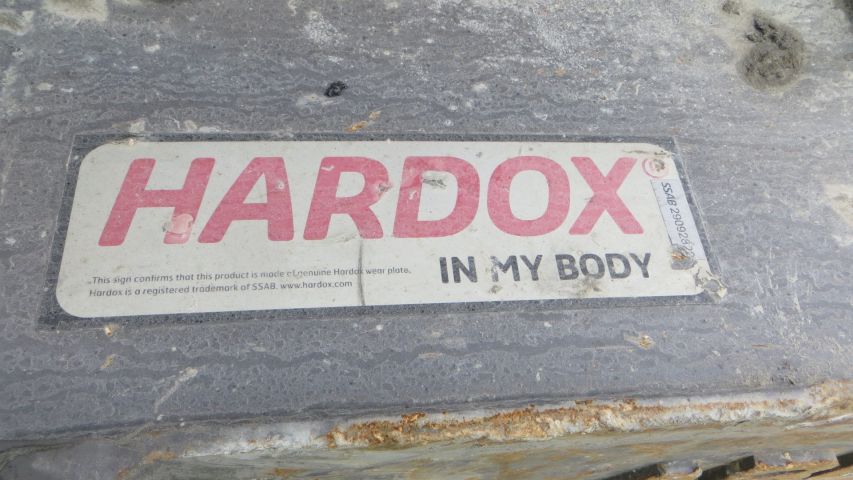 HARDOX
IN MY BODY
This sign confirms that this product is made of genuine Hardox wear plate.
Hardox is a registered trademark of SSAB. www.hardox.com
SSAB